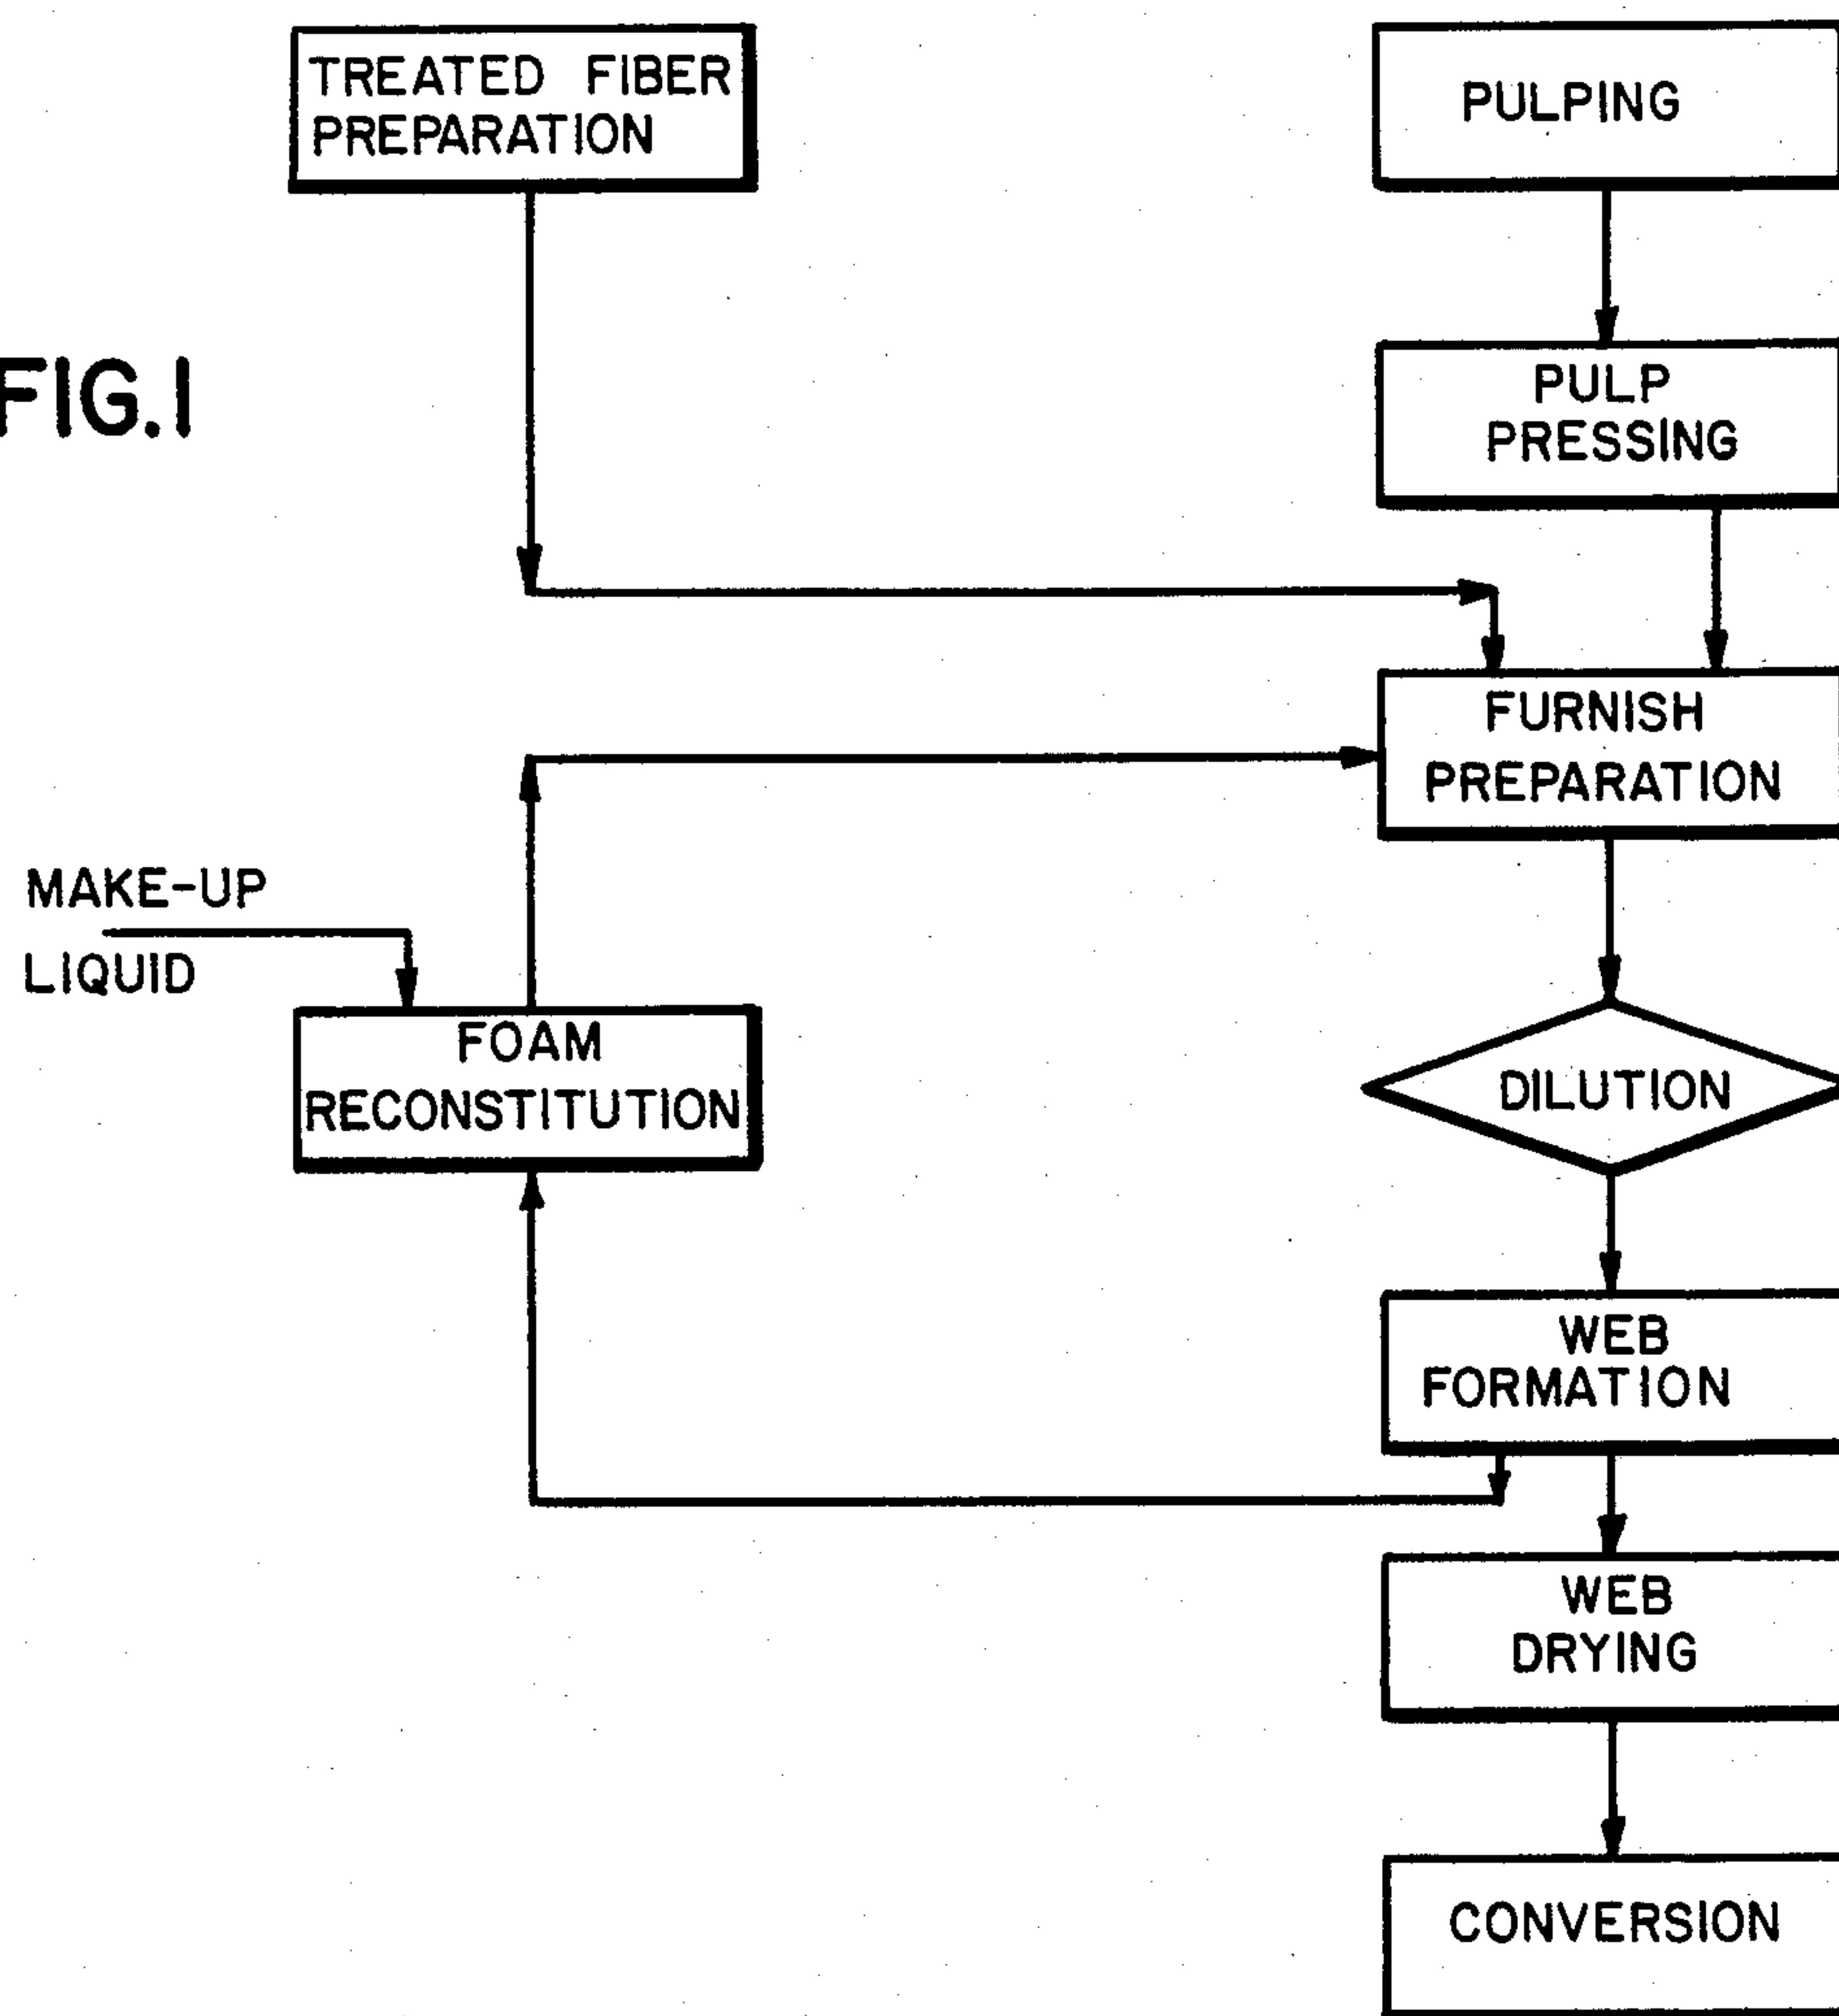 TREATED FIBER
PREPARATION
PULPING
FIG.1
PULP
PRESSING
FURNISH
PREPARATION
MAKE-UP
LIQUID
FOAM
RECONSTITUTION
DILUTION
WEB
FORMATION
WEB
DRYING
CONVERSION